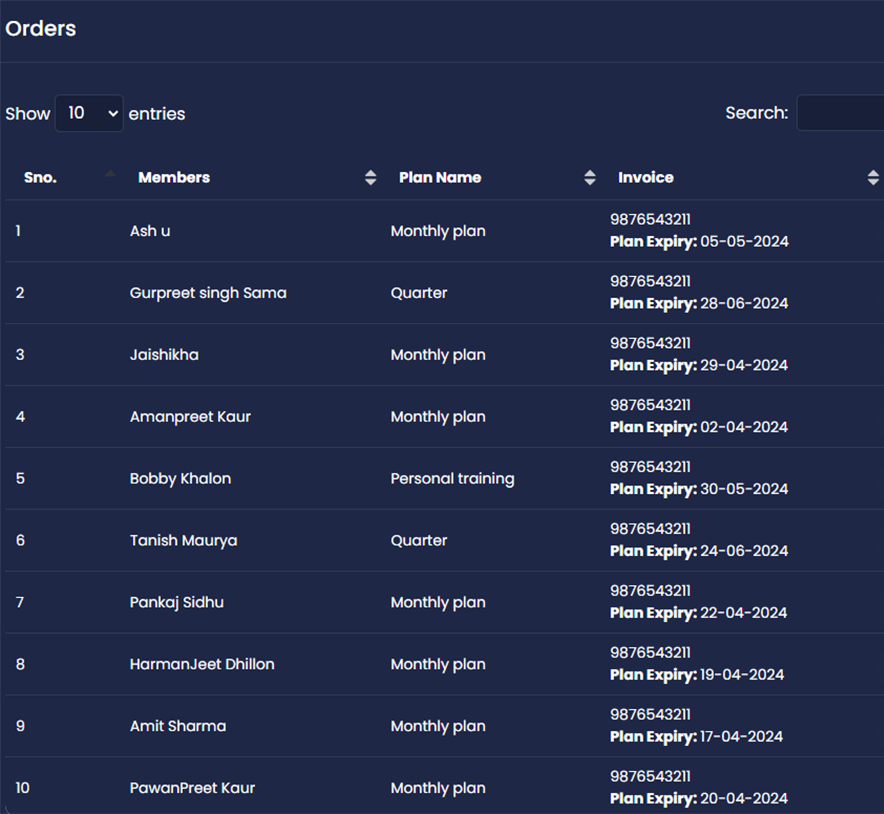 Orders
Show 10 entries Search:
Sno. Members Plan Name Invoice
1 Ash u Monthly plan 9876543211
Plan Expiry: 05-05-2024
2 Gurpreet singh Sama Quarter 9876543211
Plan Expiry: 28-06-2024
3 Jaishikha Monthly plan 9876543211
Plan Expiry: 29-04-2024
4 Amanpreet Kaur Monthly plan 9876543211
Plan Expiry: 02-04-2024
5 Bobby Khalon Personal training 9876543211
Plan Expiry: 30-05-2024
6 Tanish Maurya Quarter 9876543211
Plan Expiry: 24-06-2024
7 Pankaj Sidhu Monthly plan 9876543211
Plan Expiry: 22-04-2024
8 HarmanJeet Dhillon Monthly plan 9876543211
Plan Expiry: 19-04-2024
9 Amit Sharma Monthly plan 9876543211
Plan Expiry: 17-04-2024
10 PawanPreet Kaur Monthly plan 9876543211
Plan Expiry: 20-04-2024